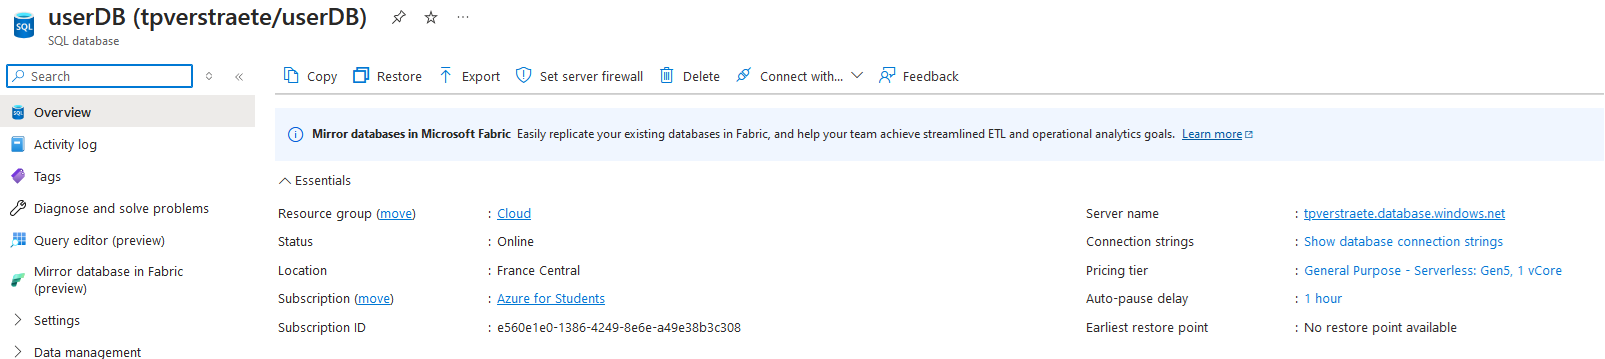 userDB (tpverstraete/userDB)
SQL database
Search
Overview
Activity log
Tags
Diagnose and solve problems
Query editor (preview)
Mirror database in Fabric
(preview)
Settings
Data management
Copy Restore Export Set server firewall Delete Connect with... Feedback
Mirror databases in Microsoft Fabric Easily replicate your existing databases in Fabric, and help your team achieve streamlined ETL and operational analytics goals. Learn more
Essentials
Resource group (move) : Cloud
Status : Online
Location : France Central
Subscription (move) : Azure for Students
Subscription ID : e560e1e0-1386-4249-8e6e-a49e38b3c308
Server name : tpverstraete.database.windows.net
Connection strings : Show database connection strings
Pricing tier : General Purpose - Serverless: Gen5, 1 vCore
Auto-pause delay : 1 hour
Earliest restore point : No restore point available